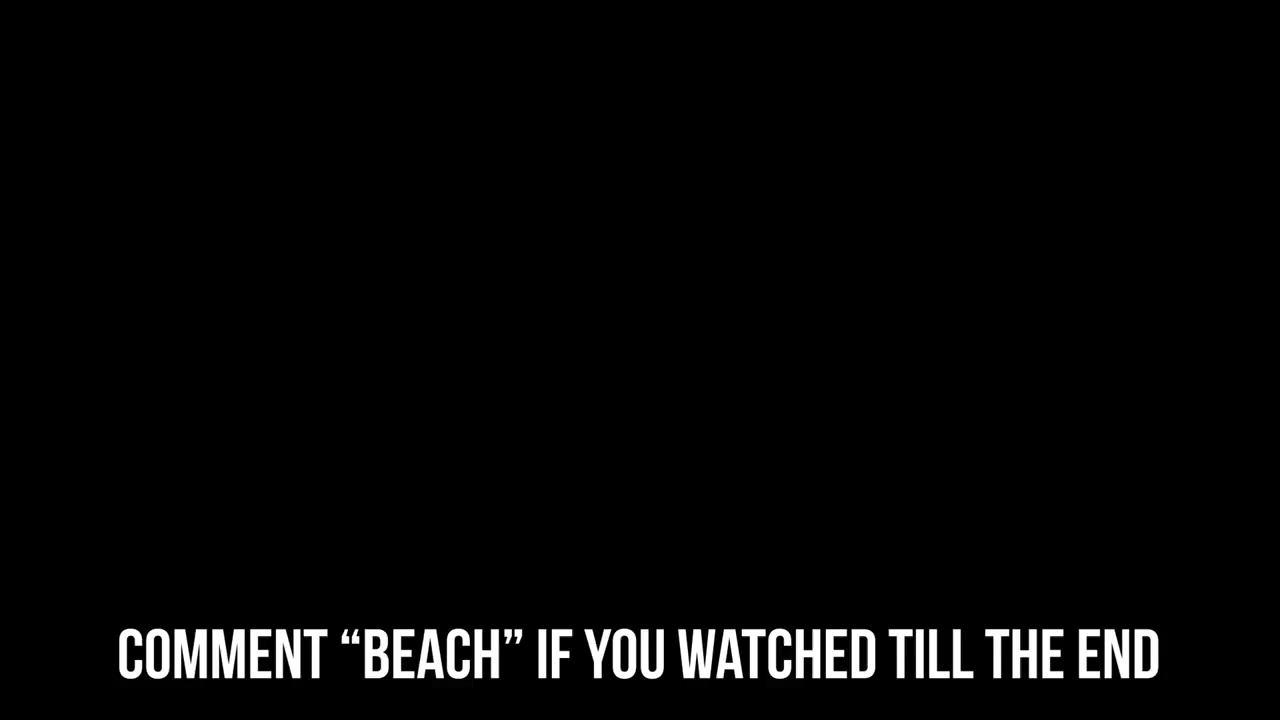 COMMENT “BEACH” IF YOU WATCHED TILL THE END